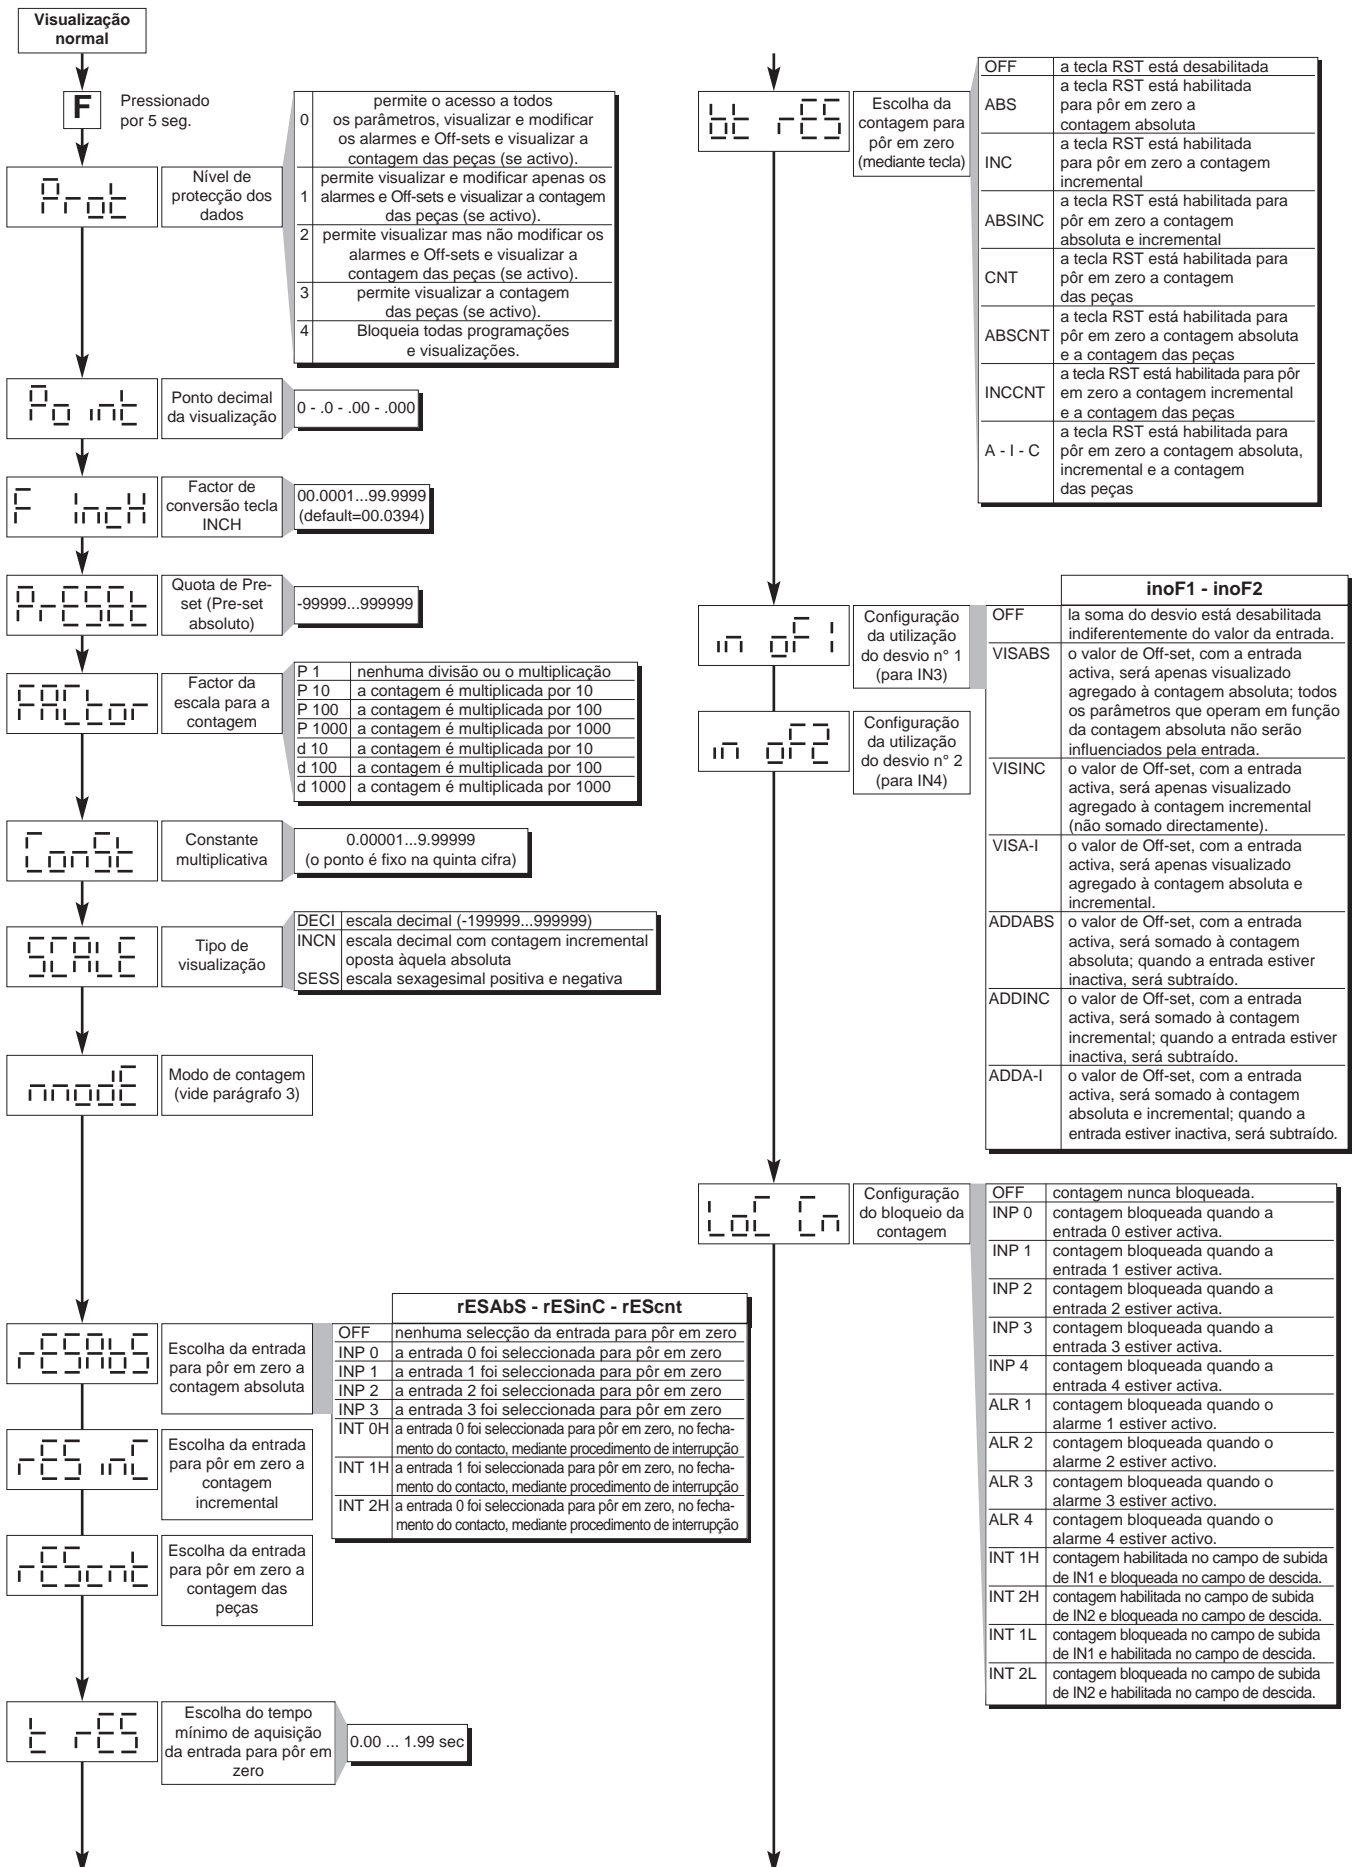 Visualização
normal
F
Pressionado
por 5 seg.
Prot
Nível de
protecção dos
dados
0
permite o acesso a todos
os parâmetros, visualizar e modificar
os alarmes e Off-sets e visualizar a
contagem das peças (se activo).
1
permite visualizar e modificar apenas os
alarmes e Off-sets e visualizar a contagem
das peças (se activo).
2
permite visualizar mas não modificar os
alarmes e Off-sets e visualizar a
contagem das peças (se activo).
3
permite visualizar a contagem
das peças (se activo).
4
Bloqueia todas programações
e visualizações.
Point
Ponto decimal
da visualização
0 - .0 - .00 - .000
F IncH
Factor de
conversão tecla
INCH
00.0001...99.9999
(default=00.0394)
PrESEt
Quota de Pre-
set (Pre-set
absoluto)
-99999...999999
FACtor
Factor da
escala para a
contagem
P 1 nenhuma divisão ou o multiplicação
P 10 a contagem é multiplicada por 10
P 100 a contagem é multiplicada por 100
P 1000 a contagem é multiplicada por 1000
d 10 a contagem é multiplicada por 10
d 100 a contagem é multiplicada por 100
d 1000 a contagem é multiplicada por 1000
ConSt
Constante
multiplicativa
0.00001...9.99999
(o ponto é fixo na quinta cifra)
SCALE
Tipo de
visualização
DECI escala decimal (-199999...999999)
INCN escala decimal com contagem incremental
oposta àquela absoluta
SESS escala sexagesimal positiva e negativa
nnodE
Modo de contagem
(vide parágrafo 3)
rESAbS
Escolha da entrada
para pôr em zero a
contagem absoluta
rES inC
Escolha da entrada
para pôr em zero a
contagem
incremental
rEScnt
Escolha da entrada
para pôr em zero a
contagem das
peças
rESAbS - rESinC - rEScnt
OFF nenhuma selecção da entrada para pôr em zero
INP 0 a entrada 0 foi seleccionada para pôr em zero
INP 1 a entrada 1 foi seleccionada para pôr em zero
INP 2 a entrada 2 foi seleccionada para pôr em zero
INP 3 a entrada 3 foi seleccionada para pôr em zero
INT 0H a entrada 0 foi seleccionada para pôr em zero, no fecha-
mento do contacto, mediante procedimento de interrupção
INT 1H a entrada 1 foi seleccionada para pôr em zero, no fecha-
mento do contacto, mediante procedimento de interrupção
INT 2H a entrada 0 foi seleccionada para pôr em zero, no fecha-
mento do contacto, mediante procedimento de interrupção
t rES
Escolha do tempo
mínimo de aquisição
da entrada para pôr em
zero
0.00 ... 1.99 sec
bt rES
Escolha da
contagem para
pôr em zero
(mediante tecla)
OFF a tecla RST está desabilitada
ABS a tecla RST está habilitada
para pôr em zero a
contagem absoluta
INC a tecla RST está habilitada
para pôr em zero a contagem
incremental
ABSINC a tecla RST está habilitada para
pôr em zero a contagem
absoluta e incremental
CNT a tecla RST está habilitada para
pôr em zero a contagem
das peças
ABSCNT a tecla RST está habilitada para
pôr em zero a contagem absoluta
e a contagem das peças
INCCNT a tecla RST está habilitada para pôr
em zero a contagem incremental
e a contagem das peças
A - I - C a tecla RST está habilitada para
pôr em zero a contagem absoluta,
incremental e a contagem
das peças
in oF1
Configuração
da utilização
do desvio n° 1
(para IN3)
in oF2
Configuração
da utilização
do desvio n° 2
(para IN4)
inoF1 - inoF2
OFF la soma do desvio está desabilitada
indiferentemente do valor da entrada.
VISABS o valor de Off-set, com a entrada
activa, será apenas visualizado
agregado à contagem absoluta; todos
os parâmetros que operam em função
da contagem absoluta não serão
influenciados pela entrada.
VISINC o valor de Off-set, com a entrada
activa, será apenas visualizado
agregado à contagem incremental
(não somado directamente).
VISA-I o valor de Off-set, com a entrada
activa, será apenas visualizado
agregado à contagem absoluta e
incremental.
ADDABS o valor de Off-set, com a entrada
activa, será somado à contagem
absoluta; quando a entrada estiver
inactiva, será subtraído.
ADDINC o valor de Off-set, com a entrada
activa, será somado à contagem
incremental; quando a entrada estiver
inactiva, será subtraído.
ADDA-I o valor de Off-set, com a entrada
activa, será somado à contagem
absoluta e incremental; quando a
entrada estiver inactiva, será subtraído.
LoC Cn
Configuração
do bloqueio da
contagem
OFF contagem nunca bloqueada.
INP 0 contagem bloqueada quando a
entrada 0 estiver activa.
INP 1 contagem bloqueada quando a
entrada 1 estiver activa.
INP 2 contagem bloqueada quando a
entrada 2 estiver activa.
INP 3 contagem bloqueada quando a
entrada 3 estiver activa.
INP 4 contagem bloqueada quando a
entrada 4 estiver activa.
ALR 1 contagem bloqueada quando o
alarme 1 estiver activo.
ALR 2 contagem bloqueada quando o
alarme 2 estiver activo.
ALR 3 contagem bloqueada quando o
alarme 3 estiver activo.
ALR 4 contagem bloqueada quando o
alarme 4 estiver activo.
INT 1H contagem habilitada no campo de subida
de IN1 e bloqueada no campo de descida.
INT 2H contagem habilitada no campo de subida
de IN2 e bloqueada no campo de descida.
INT 1L contagem bloqueada no campo de subida
de IN1 e habilitada no campo de descida.
INT 2L contagem bloqueada no campo de subida
de IN2 e habilitada no campo de descida.